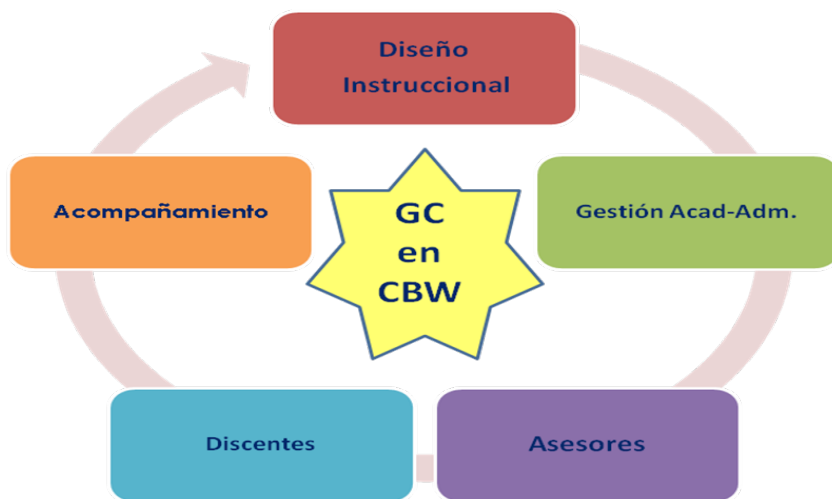 Diseño
Instruccional
Acompañamiento
GC
en
CBW
Gestión Acad-Adm.
Discentes
Asesores